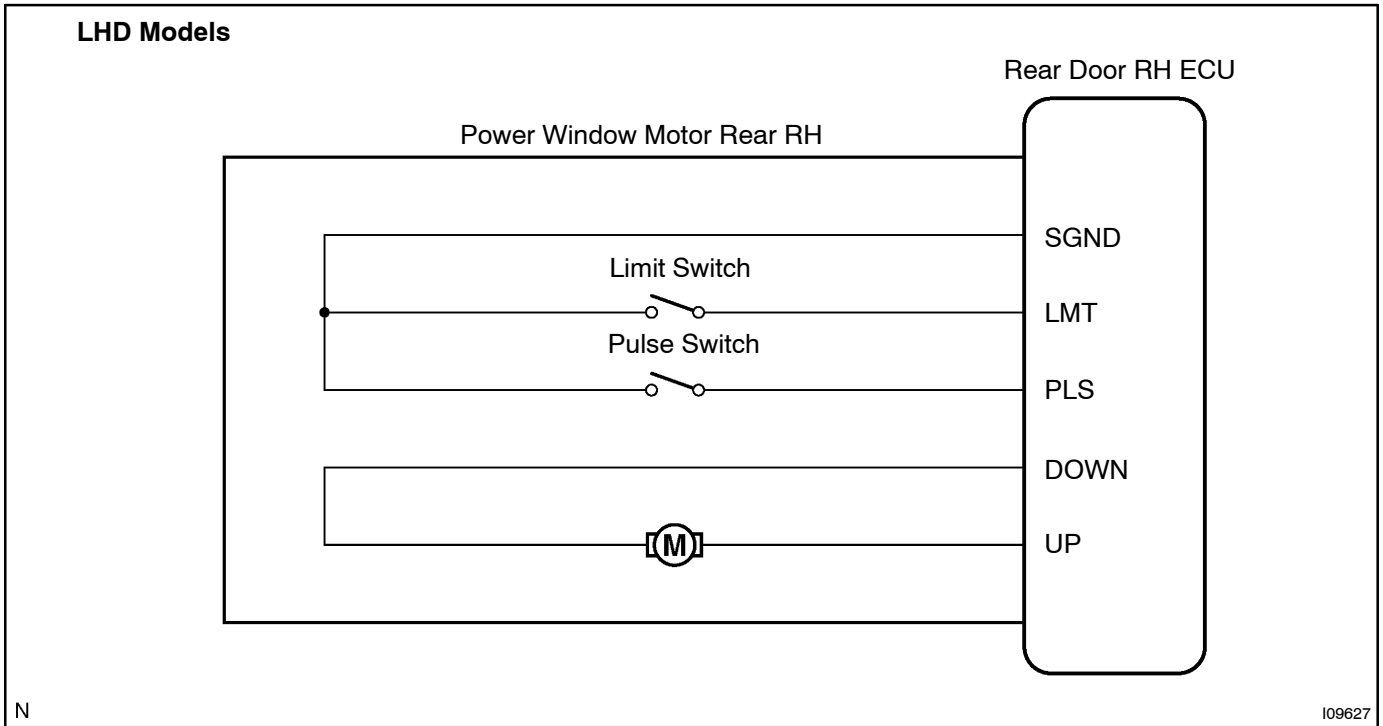 LHD Models
Rear Door RH ECU
Power Window Motor Rear RH
SGND
Limit Switch
LMT
Pulse Switch
PLS
DOWN
M
UP
N
I09627